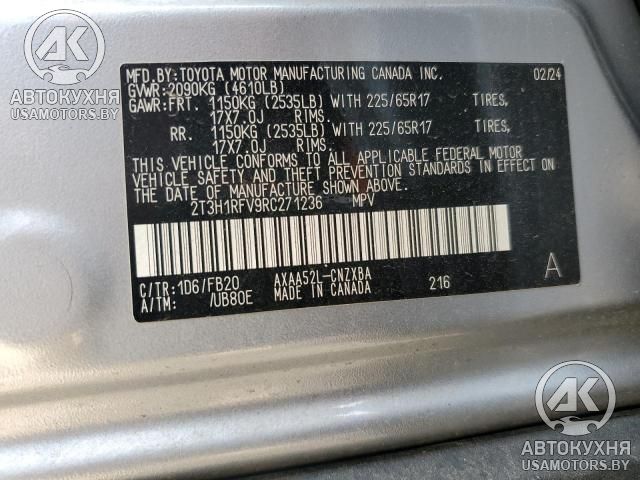 MFD.BY:TOYOTA MOTOR MANUFACTURING CANADA INC. 02/24
GVWR:2090KG (4610LB)
GAWR:FRT. 1150KG (2535LB) WITH 225/65R17 TIRES,
17X7.0J RIMS.
RR. 1150KG (2535LB) WITH 225/65R17 TIRES,
17X7.0J RIMS.
THIS VEHICLE CONFORMS TO ALL APPLICABLE FEDERAL MOTOR
VEHICLE SAFETY AND THEFT PREVENTION STANDARDS IN EFFECT ON
THE DATE OF MANUFACTURE SHOWN ABOVE.
2T3H1RFV9RC271236 MPV
C/TR:1D6/FB20 AXAA52L-CNZXBA 216 A
A/TM: /UB80E MADE IN CANADA
АК
АВТОКУХНЯ
USAMOTORS.BY
АК
АВТОКУХНЯ
USAMOTORS.BY